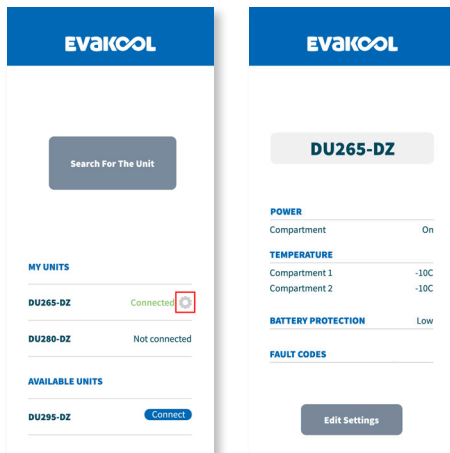 EVAKOOL
Search For The Unit
MY UNITS
DU265-DZ Connected
DU280-DZ Not connected
AVAILABLE UNITS
DU295-DZ Connect
EVAKOOL
DU265-DZ
POWER
Compartment On
TEMPERATURE
Compartment 1 -10C
Compartment 2 -10C
BATTERY PROTECTION Low
FAULT CODES
Edit Settings